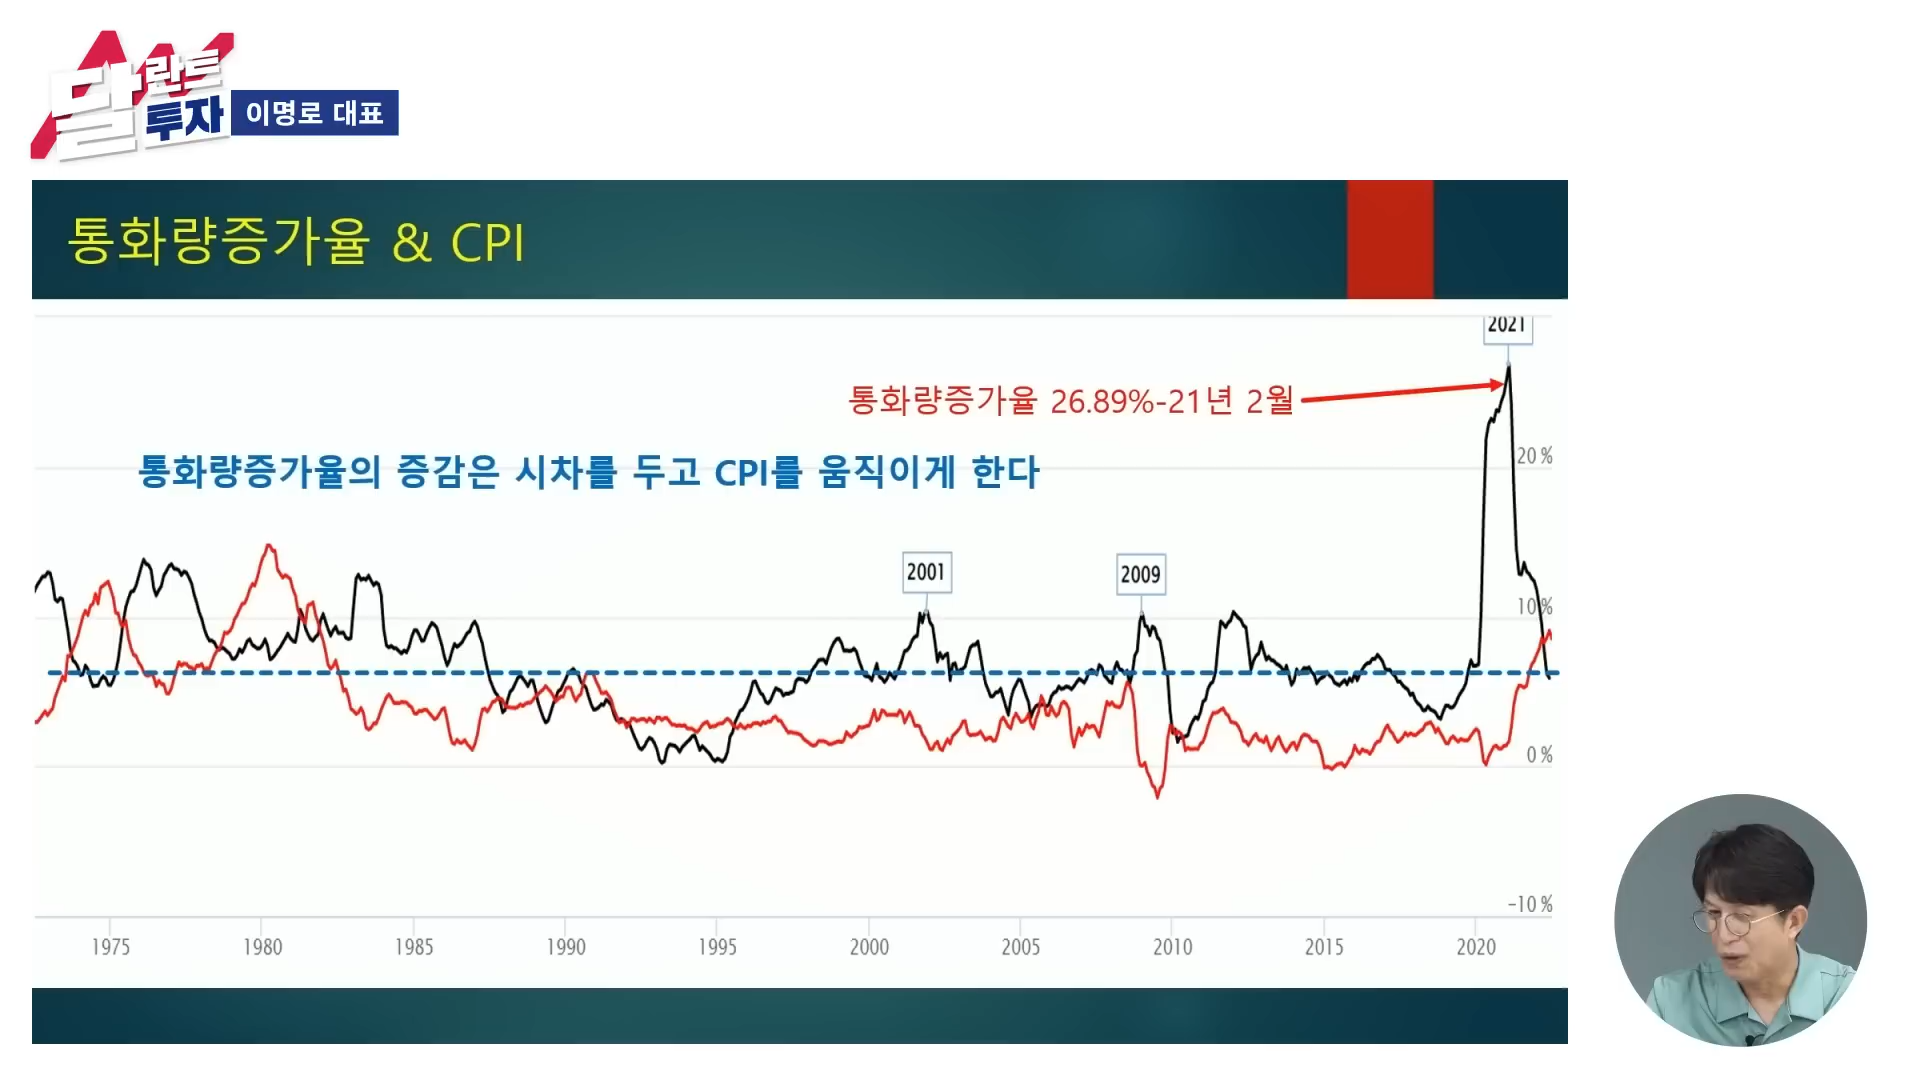 달란트
투자
이명로 대표
통화량증가율 & CPI
2021
통화량증가율 26.89%-21년 2월
20 %
통화량증가율의 증감은 시차를 두고 CPI를 움직이게 한다
2001
2009
10 %
0 %
-10 %
1975 1980 1985 1990 1995 2000 2005 2010 2015 2020